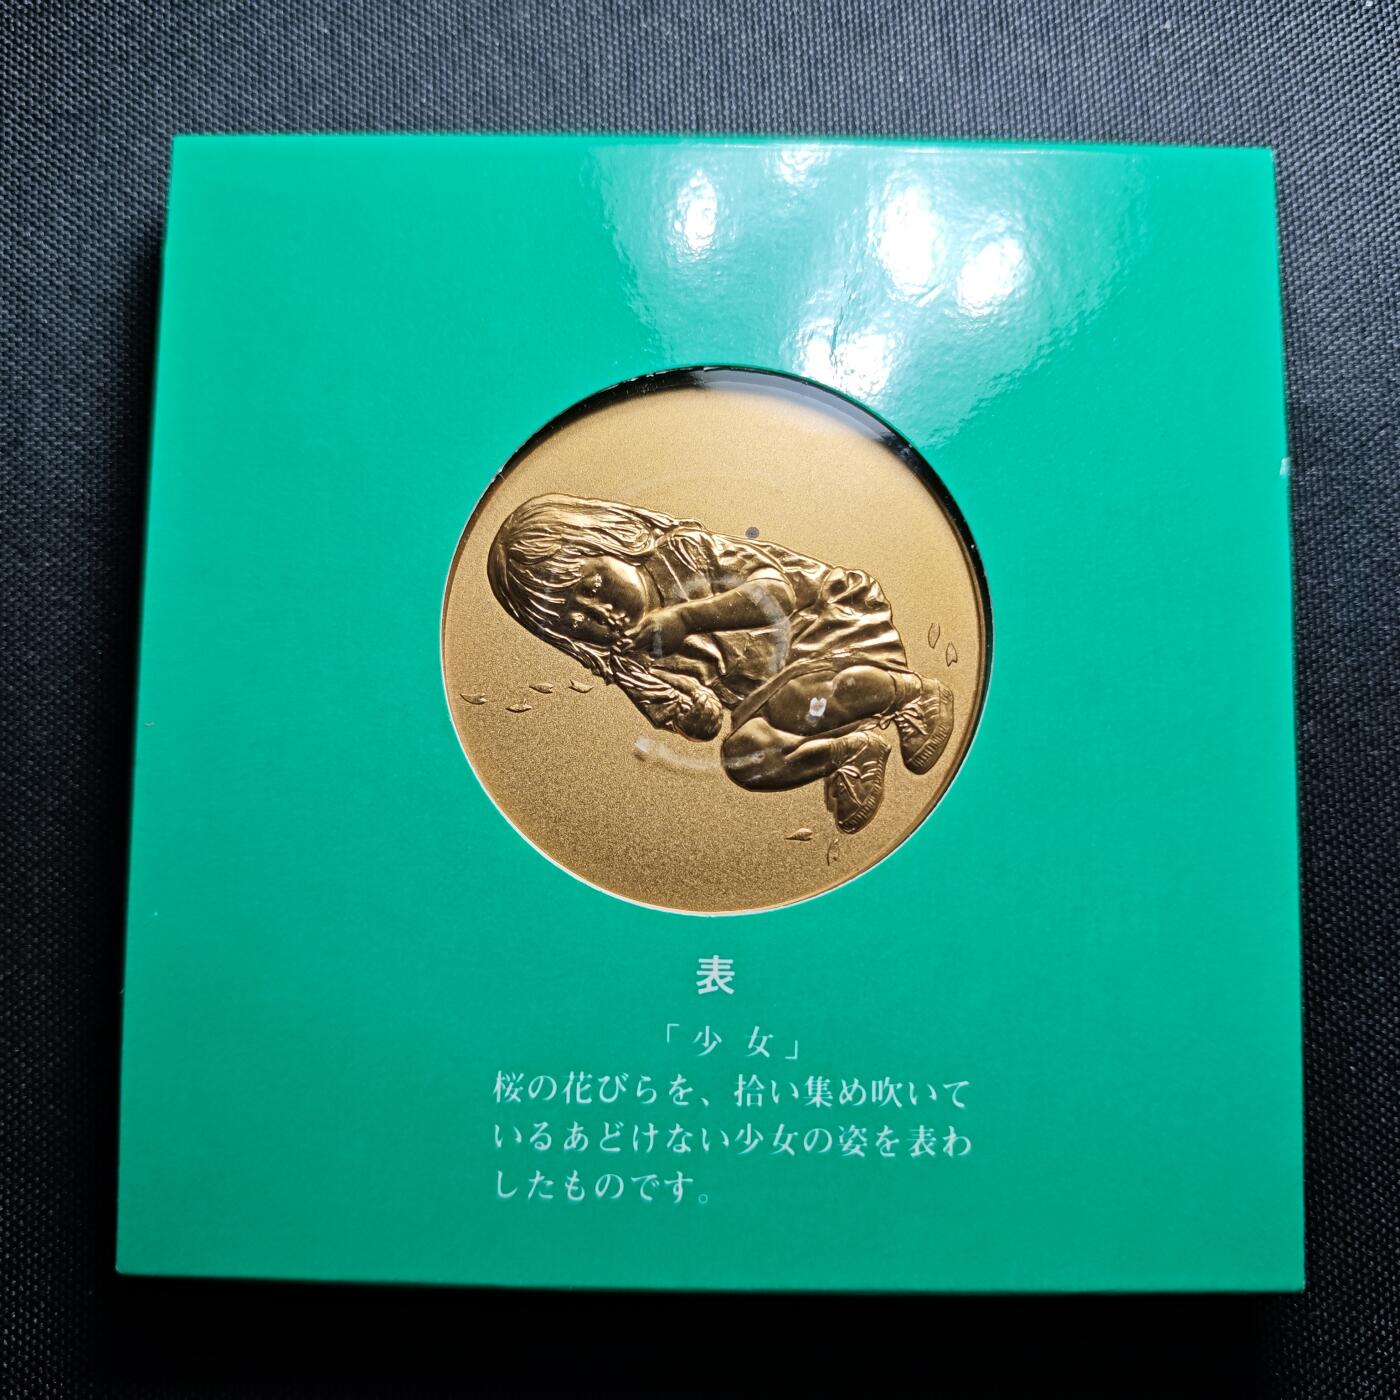 表
「少女」
桜の花びらを、拾い集め吹いて
いるあどけない少女の姿を表わ
したものです。